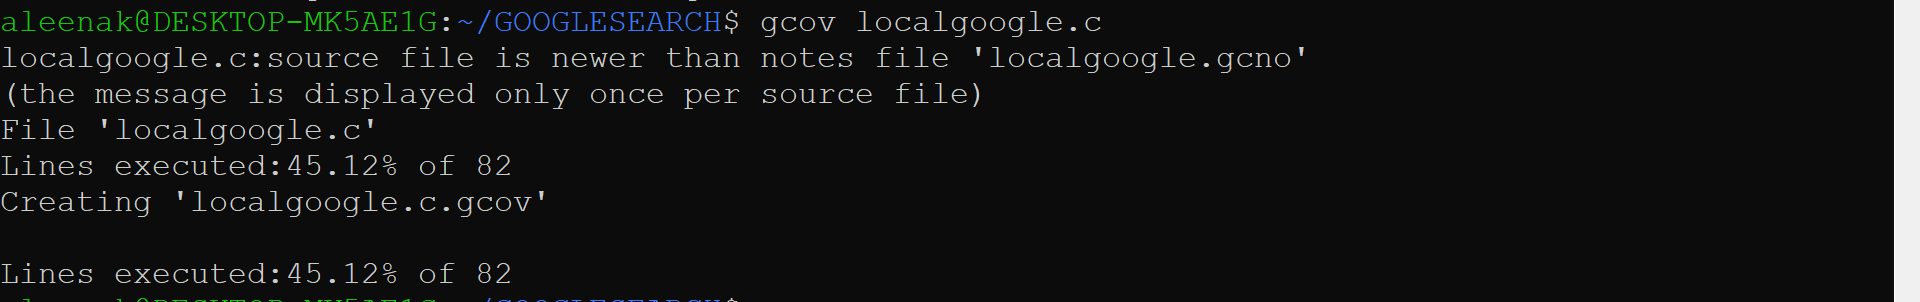 aleenak@DESKTOP-MK5AE1G:~/GOOGLESEARCH$ gcov localgoogle.c
localgoogle.c:source file is newer than notes file 'localgoogle.gcno'
(the message is displayed only once per source file)
File 'localgoogle.c'
Lines executed:45.12% of 82
Creating 'localgoogle.c.gcov'

Lines executed:45.12% of 82